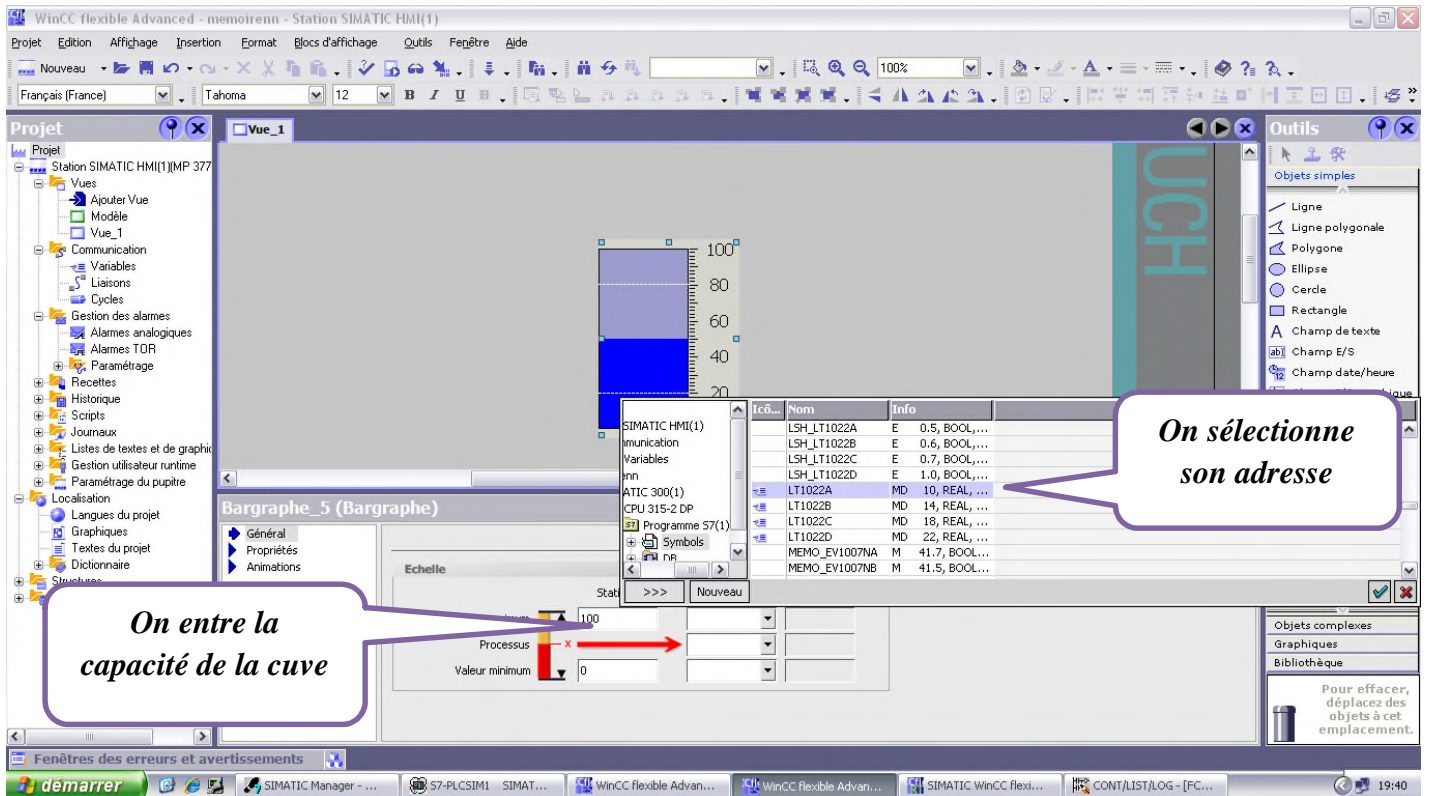 WinCC flexible Advanced - memoirenn - Station SIMATIC HMI(1)
Projet Edition Affichage Insertion Format Blocs d'affichage Outils Fenêtre Aide
Nouveau 100%
Français (France) Tahoma 12 B I U
Projet
Projet
Station SIMATIC HMI(1)(MP 377
Vues
Ajouter Vue
Modèle
Vue_1
Communication
Variables
Liaisons
Cycles
Gestion des alarmes
Alarmes analogiques
Alarmes TOR
Paramétrage
Recettes
Historique
Scripts
Journaux
Listes de textes et de graphic
Gestion utilisateur runtime
Paramétrage du pupitre
Localisation
Langues du projet
Graphiques
Textes du projet
Dictionnaire
Structures
Vue_1
UCH
100
80
60
40
20
Outils
Objets simples
Ligne
Ligne polygonale
Polygone
Ellipse
Cercle
Rectangle
Champ de texte
Champ E/S
Champ date/heure
SIMATIC HMI(1)
Variables
ATIC 300(1)
CPU 315-2 DP
Programme S7(1)
Symbols
DB
>>> Nouveau
Icô... Nom Info
LSH_LT1022A E 0.5, BOOL,...
LSH_LT1022B E 0.6, BOOL,...
LSH_LT1022C E 0.7, BOOL,...
LSH_LT1022D E 1.0, BOOL,...
LT1022A MD 10, REAL, ...
LT1022B MD 14, REAL, ...
LT1022C MD 18, REAL, ...
LT1022D MD 22, REAL, ...
MEMO_EV1007NA M 41.7, BOOL...
MEMO_EV1007NB M 41.5, BOOL...
On sélectionne
son adresse
Bargraphe_5 (Bargraphe)
Général
Propriétés
Animations
Echelle
100
Processus
Valeur minimum 0
On entre la
capacité de la cuve
Objets complexes
Graphiques
Bibliothèque
Pour effacer,
déplacez des
objets à cet
emplacement.
Fenêtres des erreurs et avertissements
démarrer SIMATIC Manager - ... S7-PLCSIM1 SIMAT... WinCC flexible Advan... WinCC flexible Advan... SIMATIC WinCC flexi... CONT/LIST/LOG - [FC... 19:40